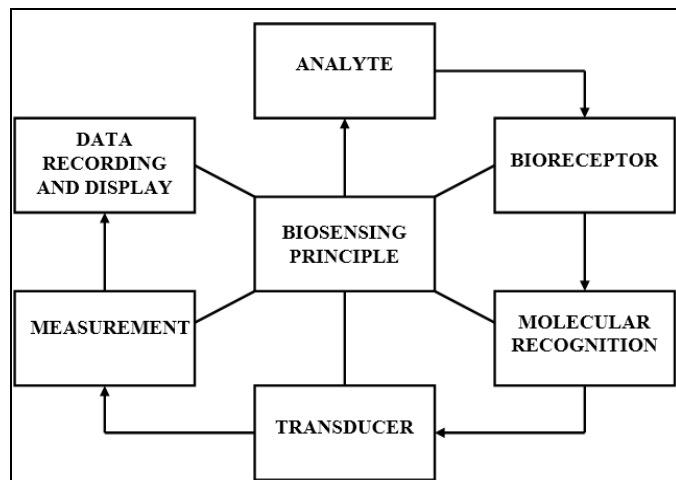 ANALYTE
DATA
RECORDING
AND DISPLAY
BIORECEPTOR
BIOSENSING
PRINCIPLE
MEASUREMENT
MOLECULAR
RECOGNITION
TRANSDUCER